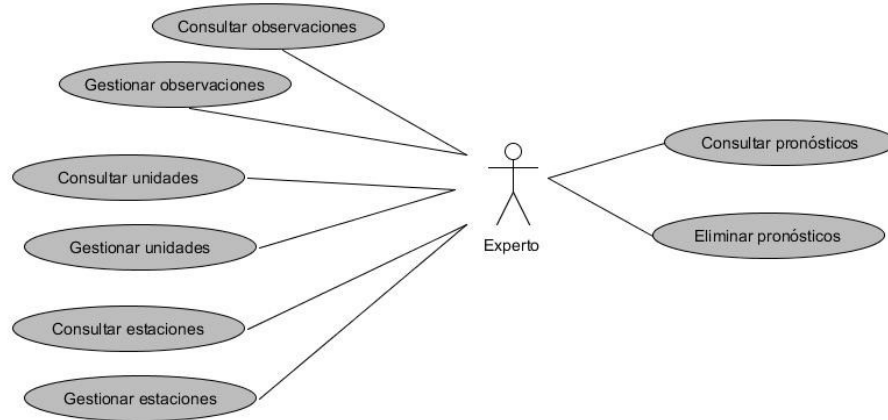 Consultar observaciones
Gestionar observaciones
Consultar unidades
Gestionar unidades
Consultar estaciones
Gestionar estaciones
Experto
Consultar pronósticos
Eliminar pronósticos